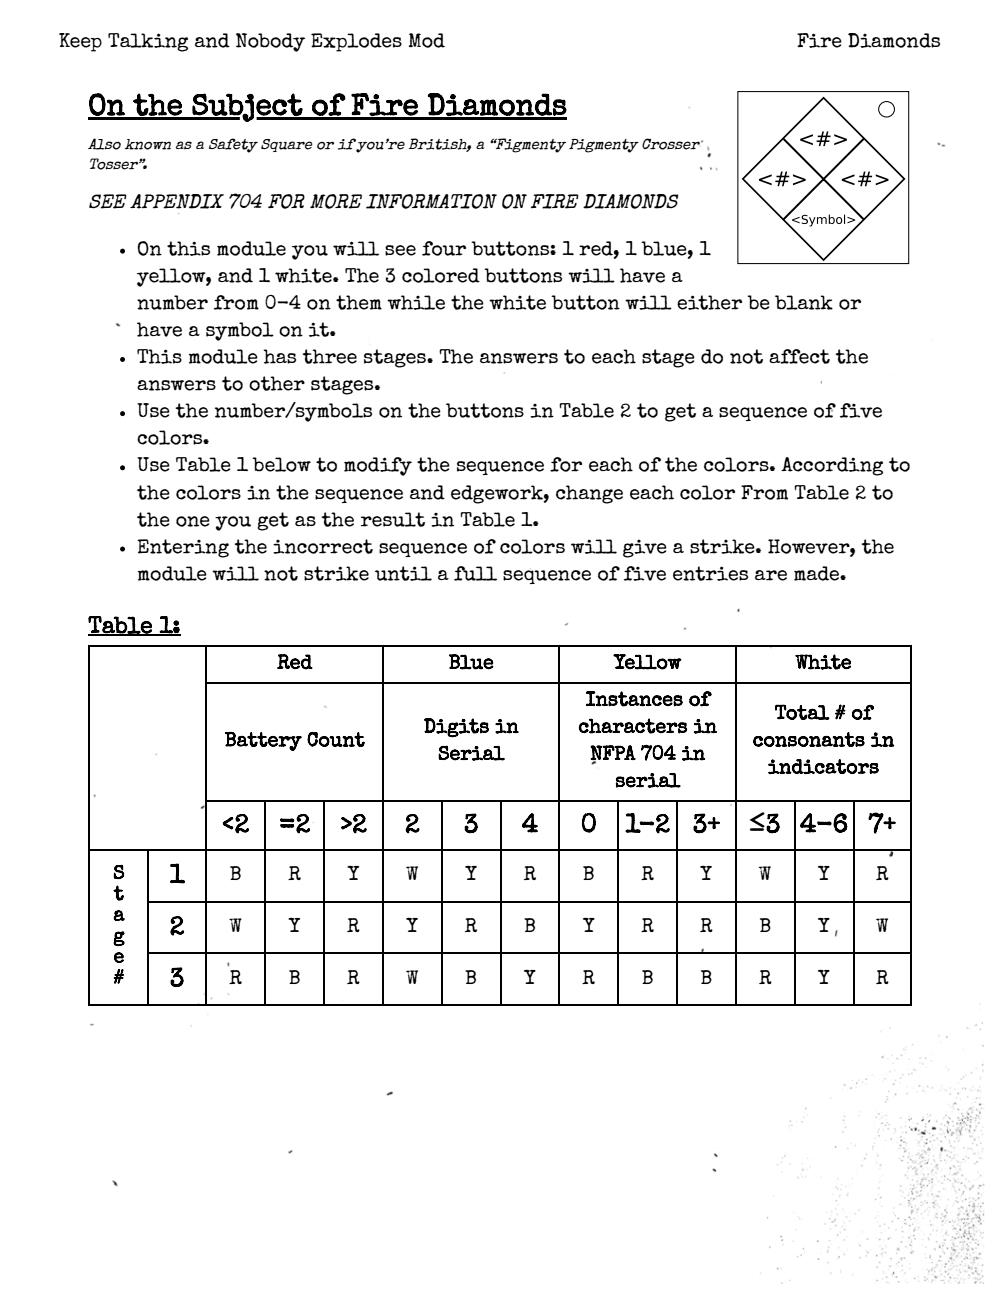 Keep Talking and Nobody Explodes Mod
Fire Diamonds
On the Subject of Fire Diamonds
Also known as a Safety Square or if you're British, a “Figmenty Pigmenty Crosser
Tosser”.
SEE APPENDIX 704 FOR MORE INFORMATION ON FIRE DIAMONDS
<#>
<#> <#>
<Symbol>
• On this module you will see four buttons: 1 red, 1 blue, 1
yellow, and 1 white. The 3 colored buttons will have a
number from 0-4 on them while the white button will either be blank or
have a symbol on it.
• This module has three stages. The answers to each stage do not affect the
answers to other stages.
• Use the number/symbols on the buttons in Table 2 to get a sequence of five
colors.
• Use Table 1 below to modify the sequence for each of the colors. According to
the colors in the sequence and edgework, change each color From Table 2 to
the one you get as the result in Table 1.
• Entering the incorrect sequence of colors will give a strike. However, the
module will not strike until a full sequence of five entries are made.
Table 1:
Red Blue Yellow White
Battery Count
Digits in
Serial
Instances of
characters in
NFPA 704 in
serial
Total # of
consonants in
indicators
<2 =2 >2 2 3 4 0 1-2 3+ ≤3 4-6 7+
Stage #
1 B R Y W Y R B R Y W Y R
2 W Y R Y R B Y R R B Y W
3 R B R W B Y R B B R Y R